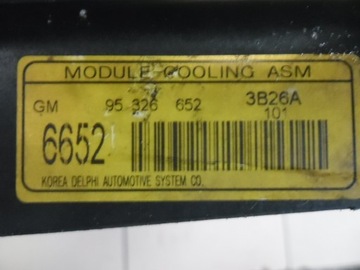 MODULE-COOLING ASM
GM 95 326 652 3B26A
101
6652
KOREA DELPHI AUTOMOTIVE SYSTEM CO.